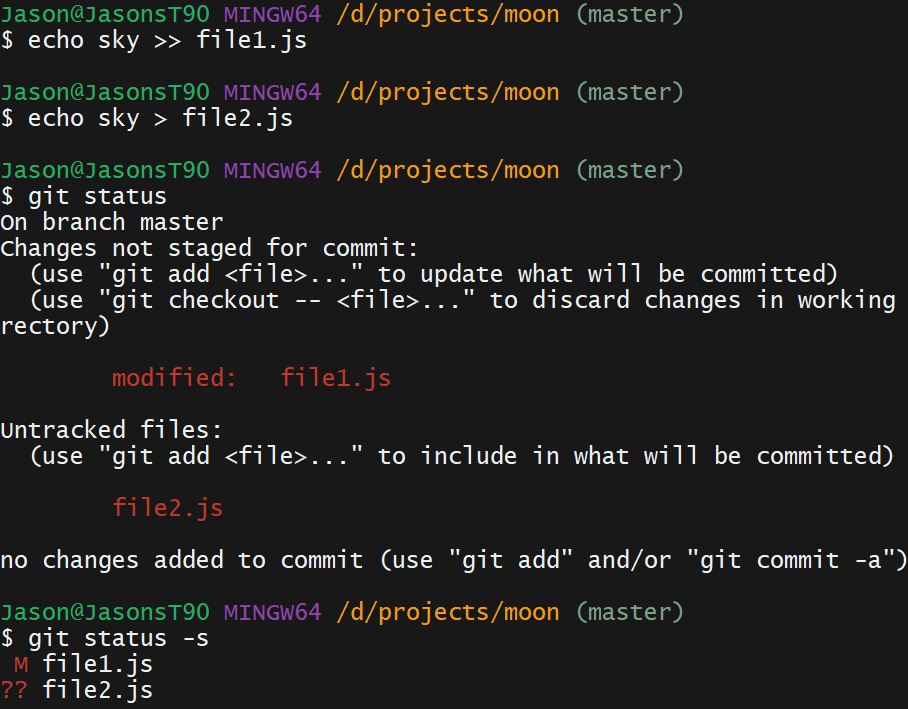 Jason@JasonsT90 MINGW64 /d/projects/moon (master)
$ echo sky >> file1.js

Jason@JasonsT90 MINGW64 /d/projects/moon (master)
$ echo sky > file2.js

Jason@JasonsT90 MINGW64 /d/projects/moon (master)
$ git status
On branch master
Changes not staged for commit:
  (use "git add <file>..." to update what will be committed)
  (use "git checkout -- <file>..." to discard changes in working
rectory)

        modified:   file1.js

Untracked files:
  (use "git add <file>..." to include in what will be committed)

        file2.js

no changes added to commit (use "git add" and/or "git commit -a")

Jason@JasonsT90 MINGW64 /d/projects/moon (master)
$ git status -s
 M file1.js
?? file2.js